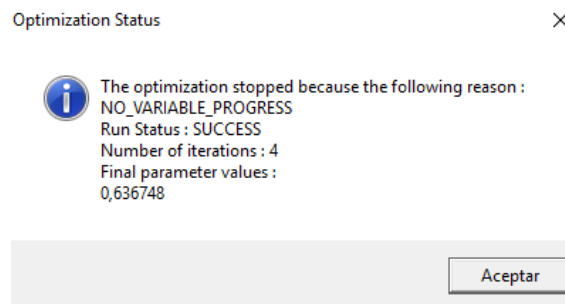 Optimization Status
The optimization stopped because the following reason :
NO_VARIABLE_PROGRESS
Run Status : SUCCESS
Number of iterations : 4
Final parameter values :
0,636748
Aceptar